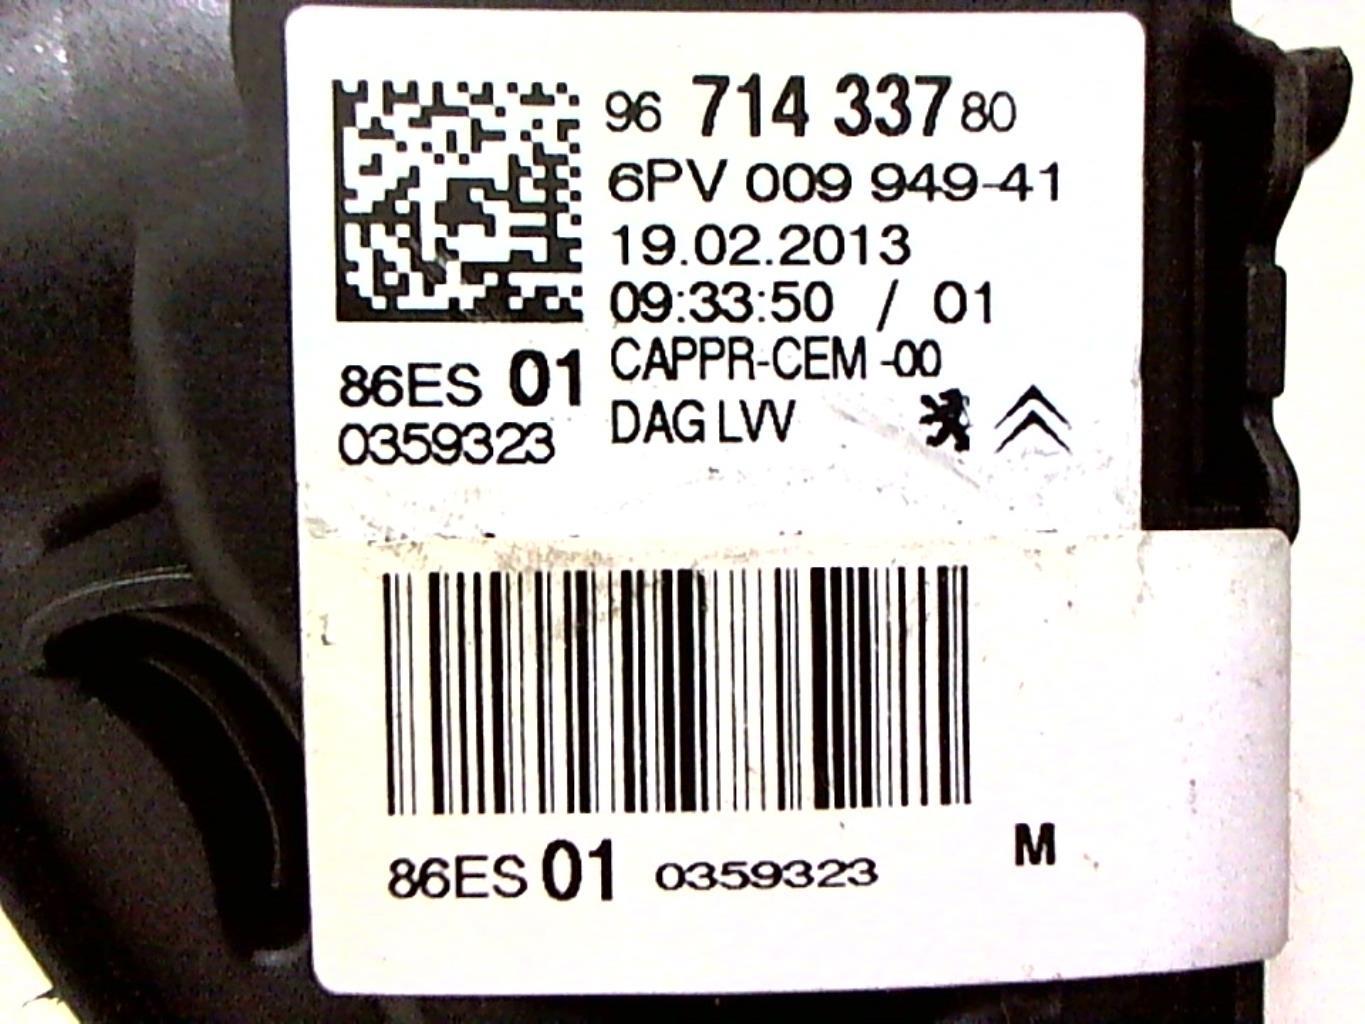 96 714 337 80
6PV 009 949-41
19.02.2013
09:33:50 / 01
CAPPR-CEM -00
DAG LVV
86ES 01
0359323
86ES 01 0359323
M